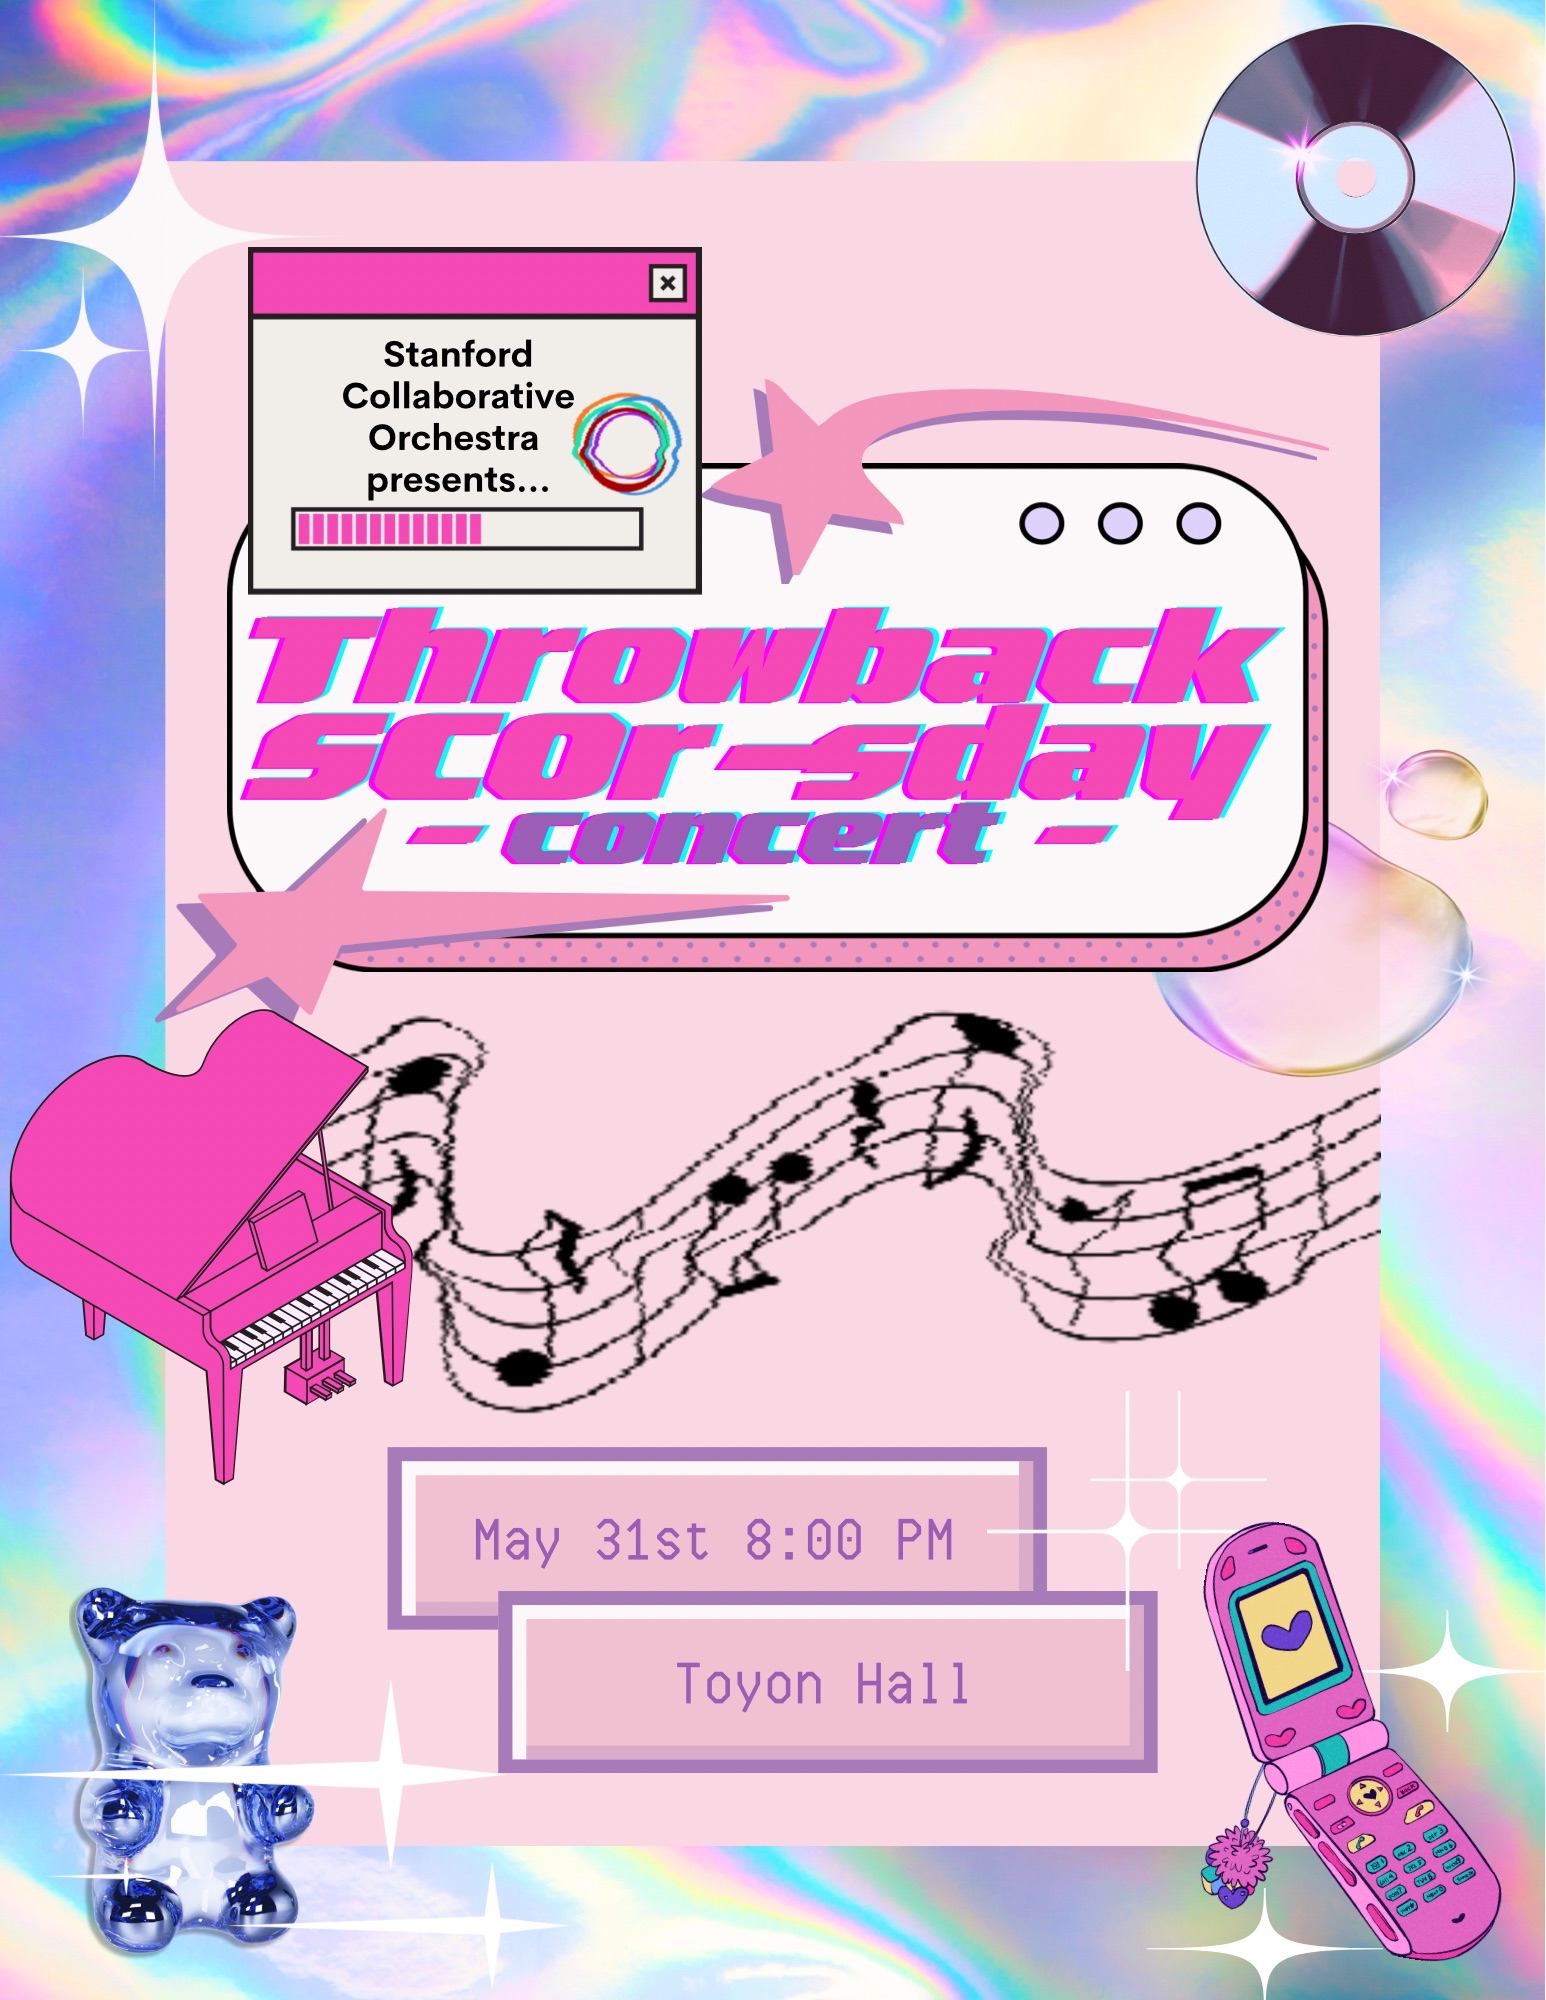 Stanford
Collaborative
Orchestra
presents...
Throwback
SCOr-sday
- concert -
May 31st 8:00 PM
Toyon Hall